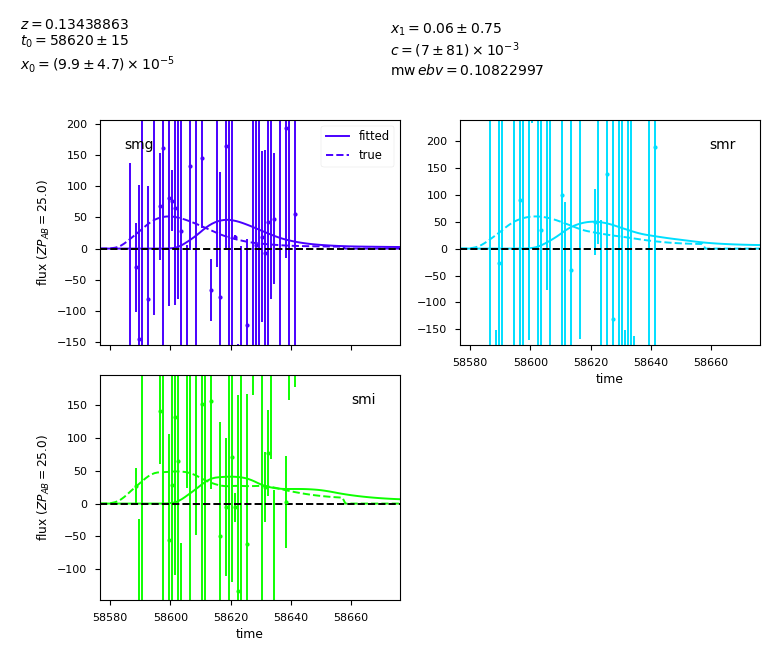 z = 0.13438863
t₀ = 58620 ± 15
x₀ = (9.9 ± 4.7) × 10⁻⁵
x₁ = 0.06 ± 0.75
c = (7 ± 81) × 10⁻³
mw ebv = 0.10822997
smg
fitted
true
200
150
100
50
0
−50
−100
−150
flux (ZP_AB = 25.0)
smr
200
150
100
50
0
−50
−100
−150
58580 58600 58620 58640 58660
time
smi
150
100
50
0
−50
−100
flux (ZP_AB = 25.0)
58580 58600 58620 58640 58660
time